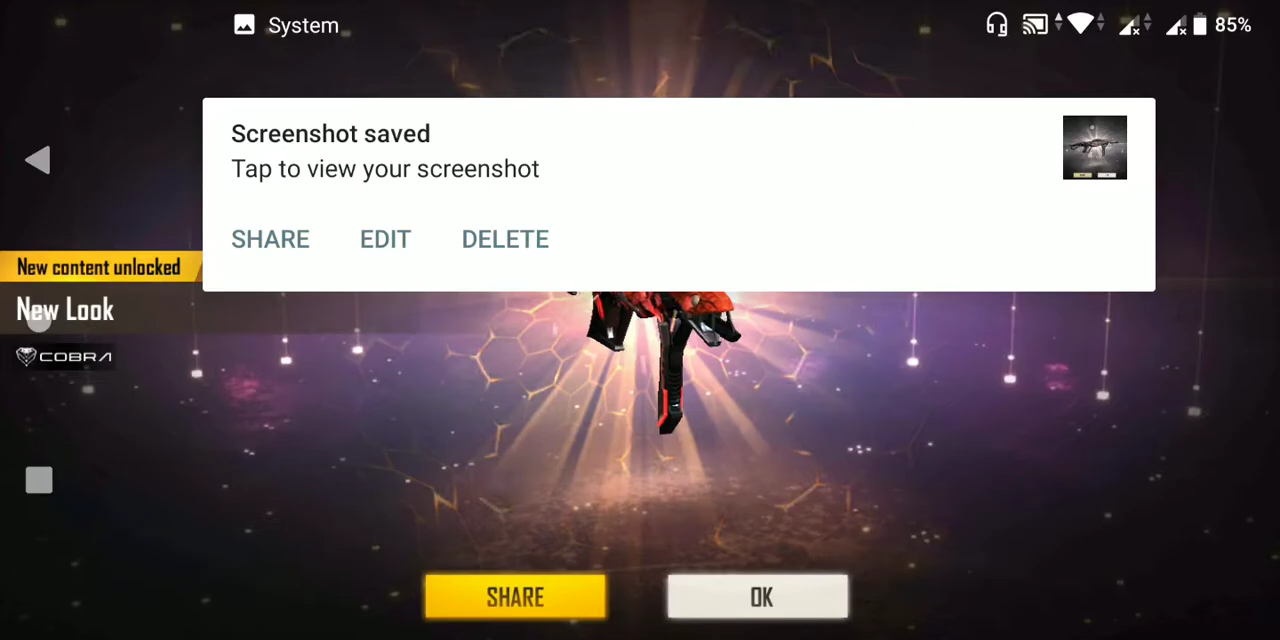 System
85%
Screenshot saved
Tap to view your screenshot
SHARE EDIT DELETE
New content unlocked
New Look
COBRA
SHARE
OK